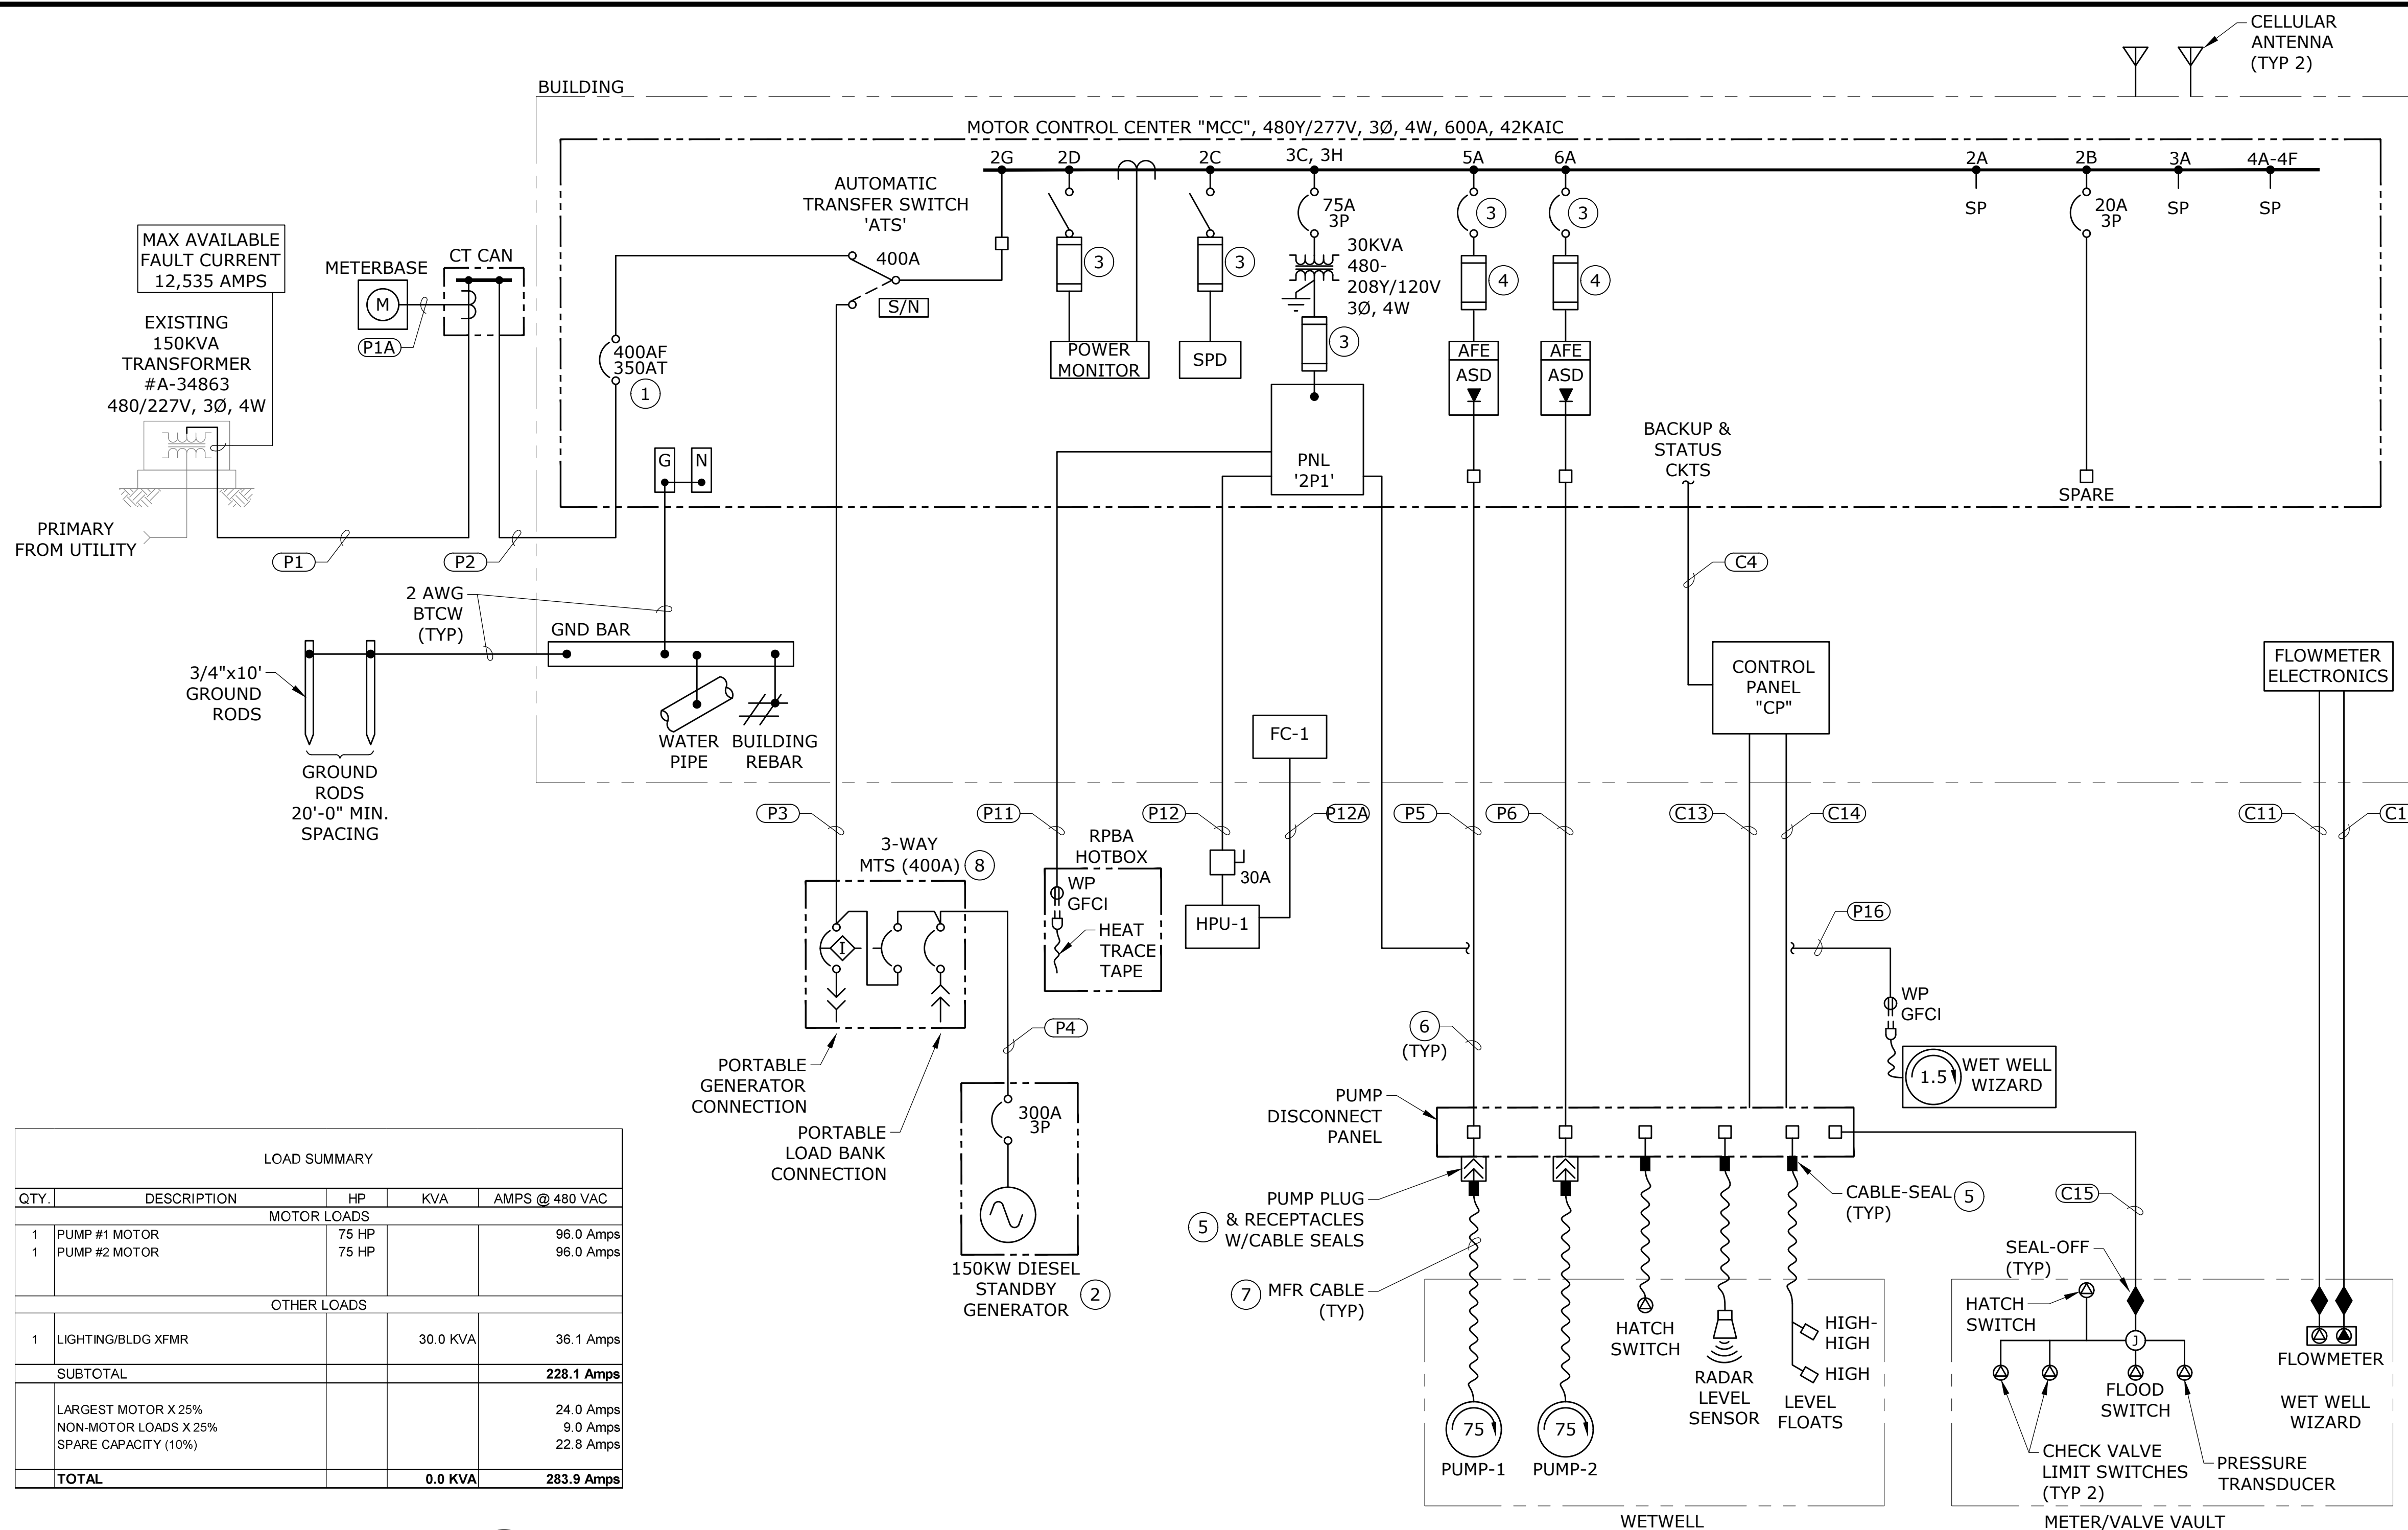 CELLULAR
ANTENNA
(TYP 2)
BUILDING
MOTOR CONTROL CENTER "MCC", 480Y/277V, 3Ø, 4W, 600A, 42KAIC
2G
2D
2C
3C, 3H
5A
6A
2A
2B
3A
4A-4F
AUTOMATIC
TRANSFER SWITCH
'ATS'
400A
S/N
3
3
75A
3P
3
3
SP
20A
3P
SP
SP
MAX AVAILABLE
FAULT CURRENT
12,535 AMPS
METERBASE
M
CT CAN
P1A
EXISTING
150KVA
TRANSFORMER
#A-34863
480/227V, 3Ø, 4W
400AF
350AT
1
30KVA
480-
208Y/120V
3Ø, 4W
4
4
3
POWER
MONITOR
SPD
AFE
ASD
AFE
ASD
PNL
'2P1'
BACKUP &
STATUS
CKTS
SPARE
G
N
PRIMARY
FROM UTILITY
P1
P2
C4
2 AWG
BTCW
(TYP)
GND BAR
3/4"x10'
GROUND
RODS
GROUND
RODS
20'-0" MIN.
SPACING
WATER
PIPE
BUILDING
REBAR
CONTROL
PANEL
"CP"
FLOWMETER
ELECTRONICS
FC-1
P3
P11
P12
P12A
P5
P6
C13
C14
C11
C1
3-WAY
MTS (400A)
8
RPBA
HOTBOX
WP
GFCI
HEAT
TRACE
TAPE
30A
HPU-1
I
P16
WP
GFCI
1.5
WET WELL
WIZARD
P4
6
(TYP)
PORTABLE
GENERATOR
CONNECTION
PORTABLE
LOAD BANK
CONNECTION
300A
3P
150KW DIESEL
STANDBY
GENERATOR
2
PUMP
DISCONNECT
PANEL
PUMP PLUG
& RECEPTACLES
W/CABLE SEALS
5
CABLE-SEAL
(TYP)
5
C15
7
MFR CABLE
(TYP)
SEAL-OFF
(TYP)
HATCH
SWITCH
RADAR
LEVEL
SENSOR
HIGH-
HIGH
HIGH
LEVEL
FLOATS
75
PUMP-1
75
PUMP-2
WETWELL
HATCH
SWITCH
J
FLOOD
SWITCH
CHECK VALVE
LIMIT SWITCHES
(TYP 2)
PRESSURE
TRANSDUCER
FLOWMETER
WET WELL
WIZARD
METER/VALVE VAULT
LOAD SUMMARY
QTY. DESCRIPTION HP KVA AMPS @ 480 VAC
MOTOR LOADS
1 PUMP #1 MOTOR 75 HP 96.0 Amps
1 PUMP #2 MOTOR 75 HP 96.0 Amps
OTHER LOADS
1 LIGHTING/BLDG XFMR 30.0 KVA 36.1 Amps
SUBTOTAL 228.1 Amps
LARGEST MOTOR X 25% 24.0 Amps
NON-MOTOR LOADS X 25% 9.0 Amps
SPARE CAPACITY (10%) 22.8 Amps
TOTAL 0.0 KVA 283.9 Amps